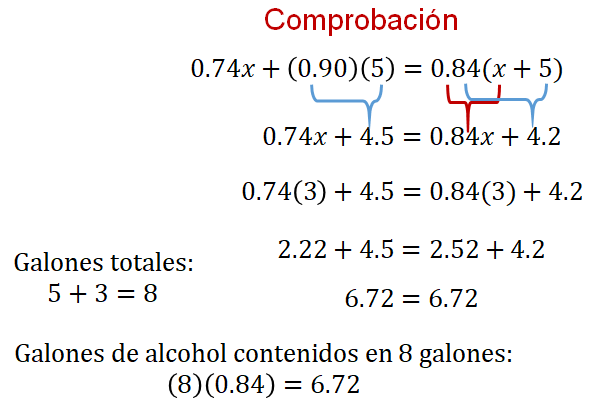 Comprobación
0.74x + (0.90)(5) = 0.84(x + 5)
0.74x + 4.5 = 0.84x + 4.2
0.74(3) + 4.5 = 0.84(3) + 4.2
2.22 + 4.5 = 2.52 + 4.2
Galones totales:
5 + 3 = 8
6.72 = 6.72
Galones de alcohol contenidos en 8 galones:
(8)(0.84) = 6.72